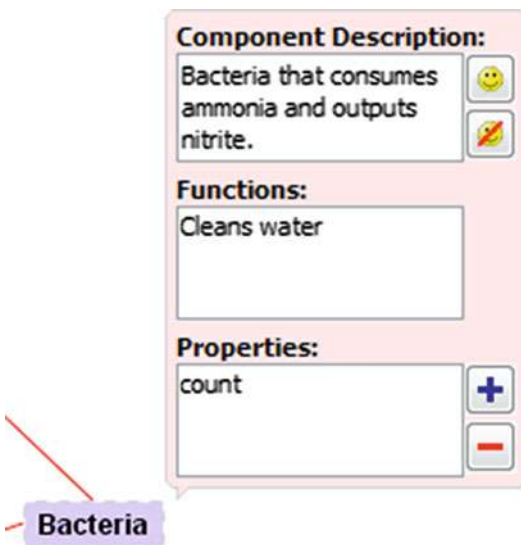 Component Description:
Bacteria that consumes
ammonia and outputs
nitrite.
Functions:
Cleans water
Properties:
count
Bacteria